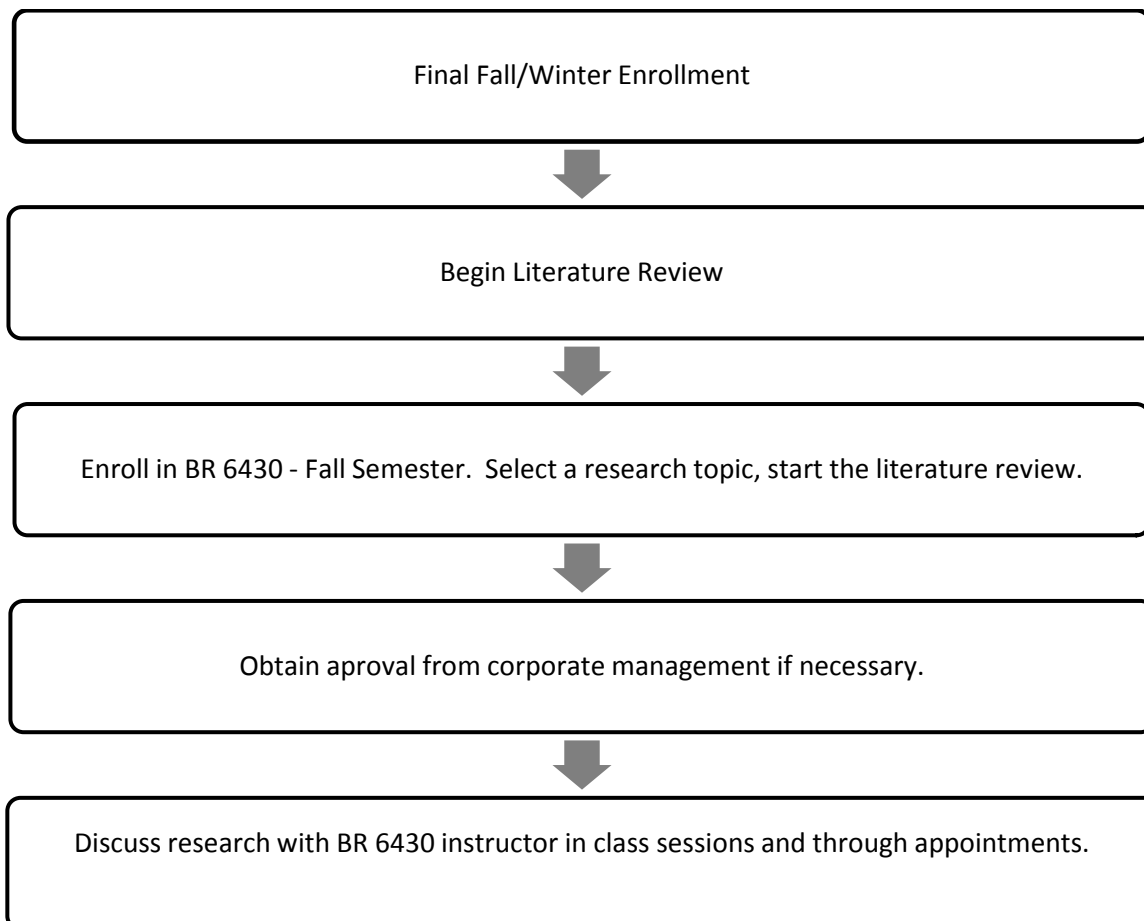 Final Fall/Winter Enrollment
Begin Literature Review
Enroll in BR 6430 - Fall Semester.  Select a research topic, start the literature review.
Obtain aproval from corporate management if necessary.
Discuss research with BR 6430 instructor in class sessions and through appointments.